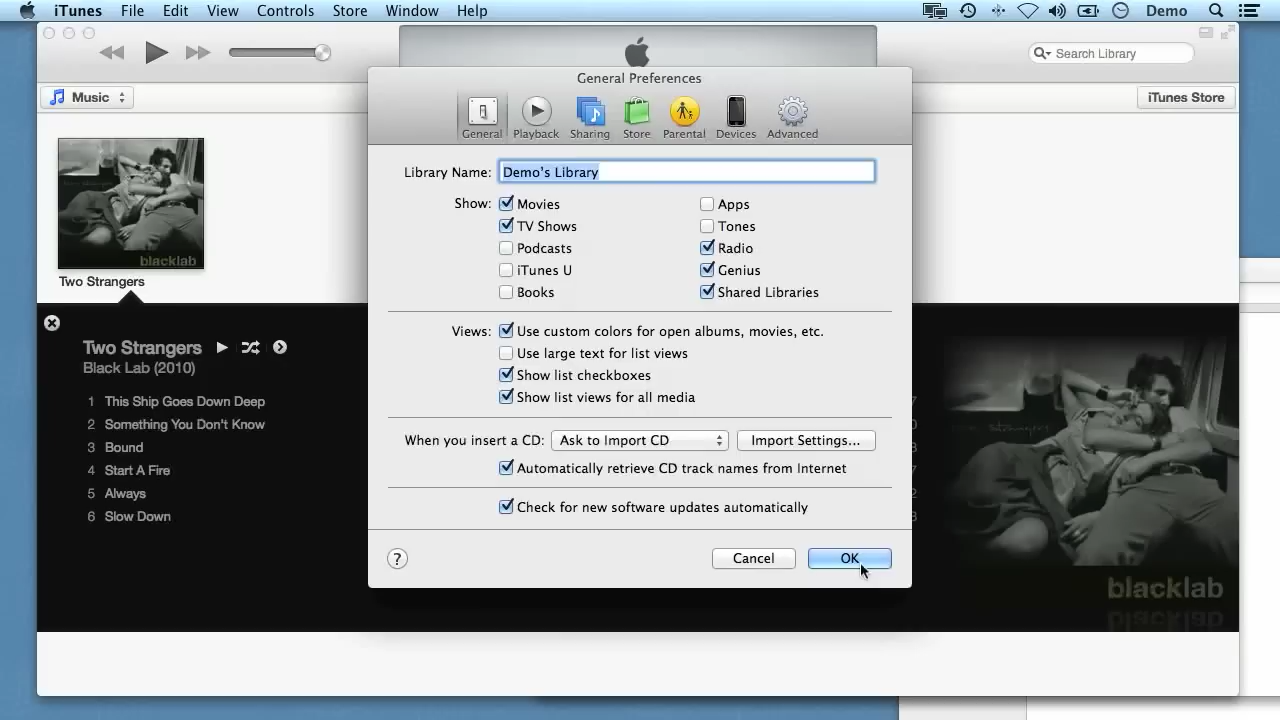 iTunes File Edit View Controls Store Window Help Demo
Search Library
General Preferences
Music
iTunes Store
General Playback Sharing Store Parental Devices Advanced
Library Name: Demo's Library
Show: Movies Apps
TV Shows Tones
Podcasts Radio
iTunes U Genius
Books Shared Libraries
blacklab
Two Strangers
Views: Use custom colors for open albums, movies, etc.
Use large text for list views
Show list checkboxes
Show list views for all media
Two Strangers
Black Lab (2010)
1 This Ship Goes Down Deep 7
2 Something You Don't Know 0
3 Bound 8
4 Start A Fire 7
5 Always
6 Slow Down
When you insert a CD: Ask to Import CD Import Settings...
Automatically retrieve CD track names from Internet
Check for new software updates automatically
? Cancel OK
blacklab